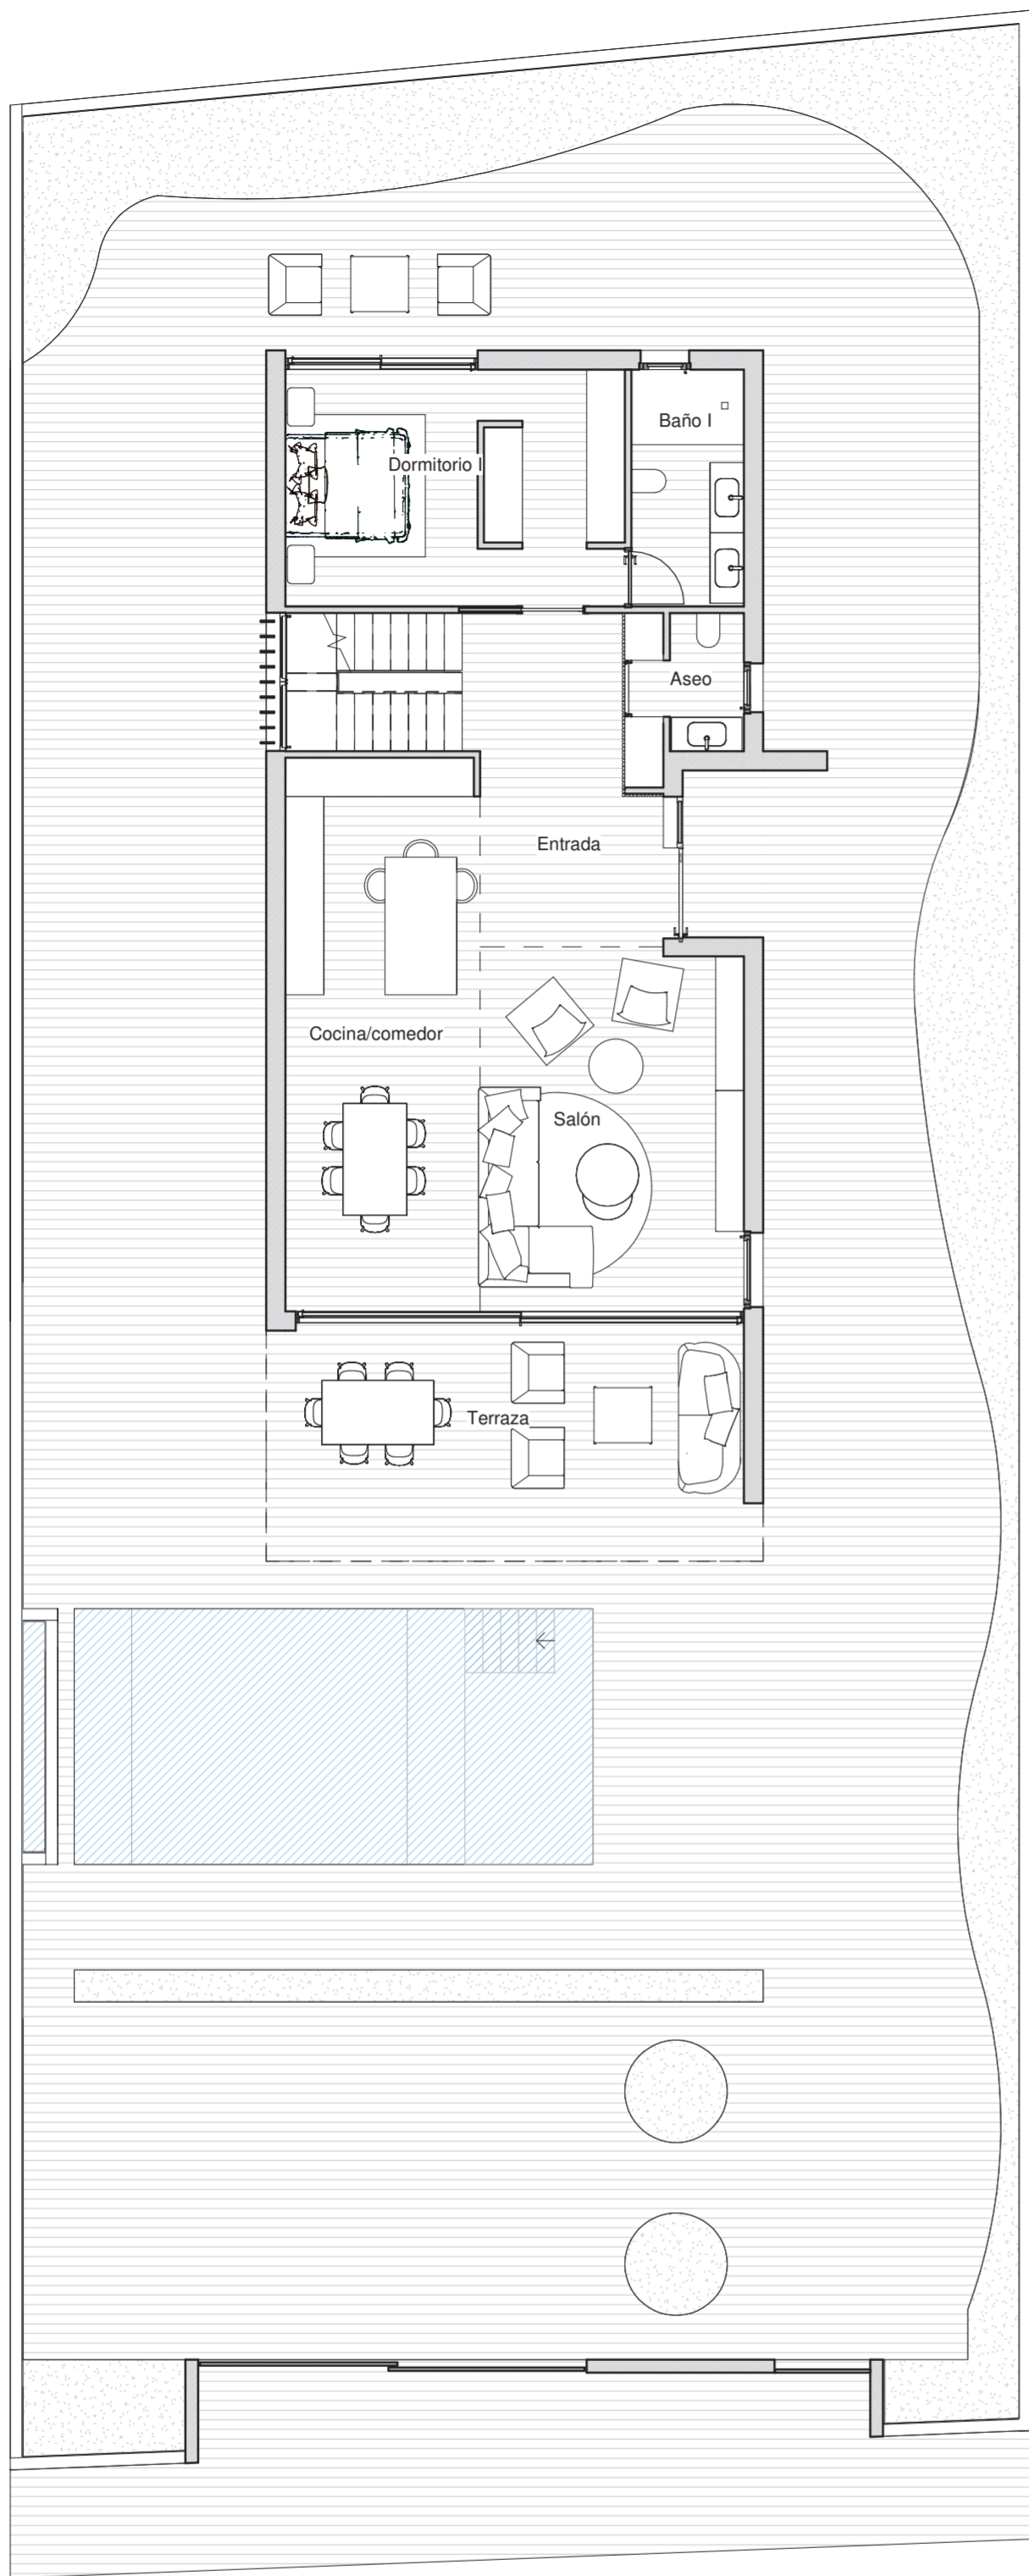 Baño I
Dormitorio I
Aseo
Entrada
Cocina/comedor
Salón
Terraza